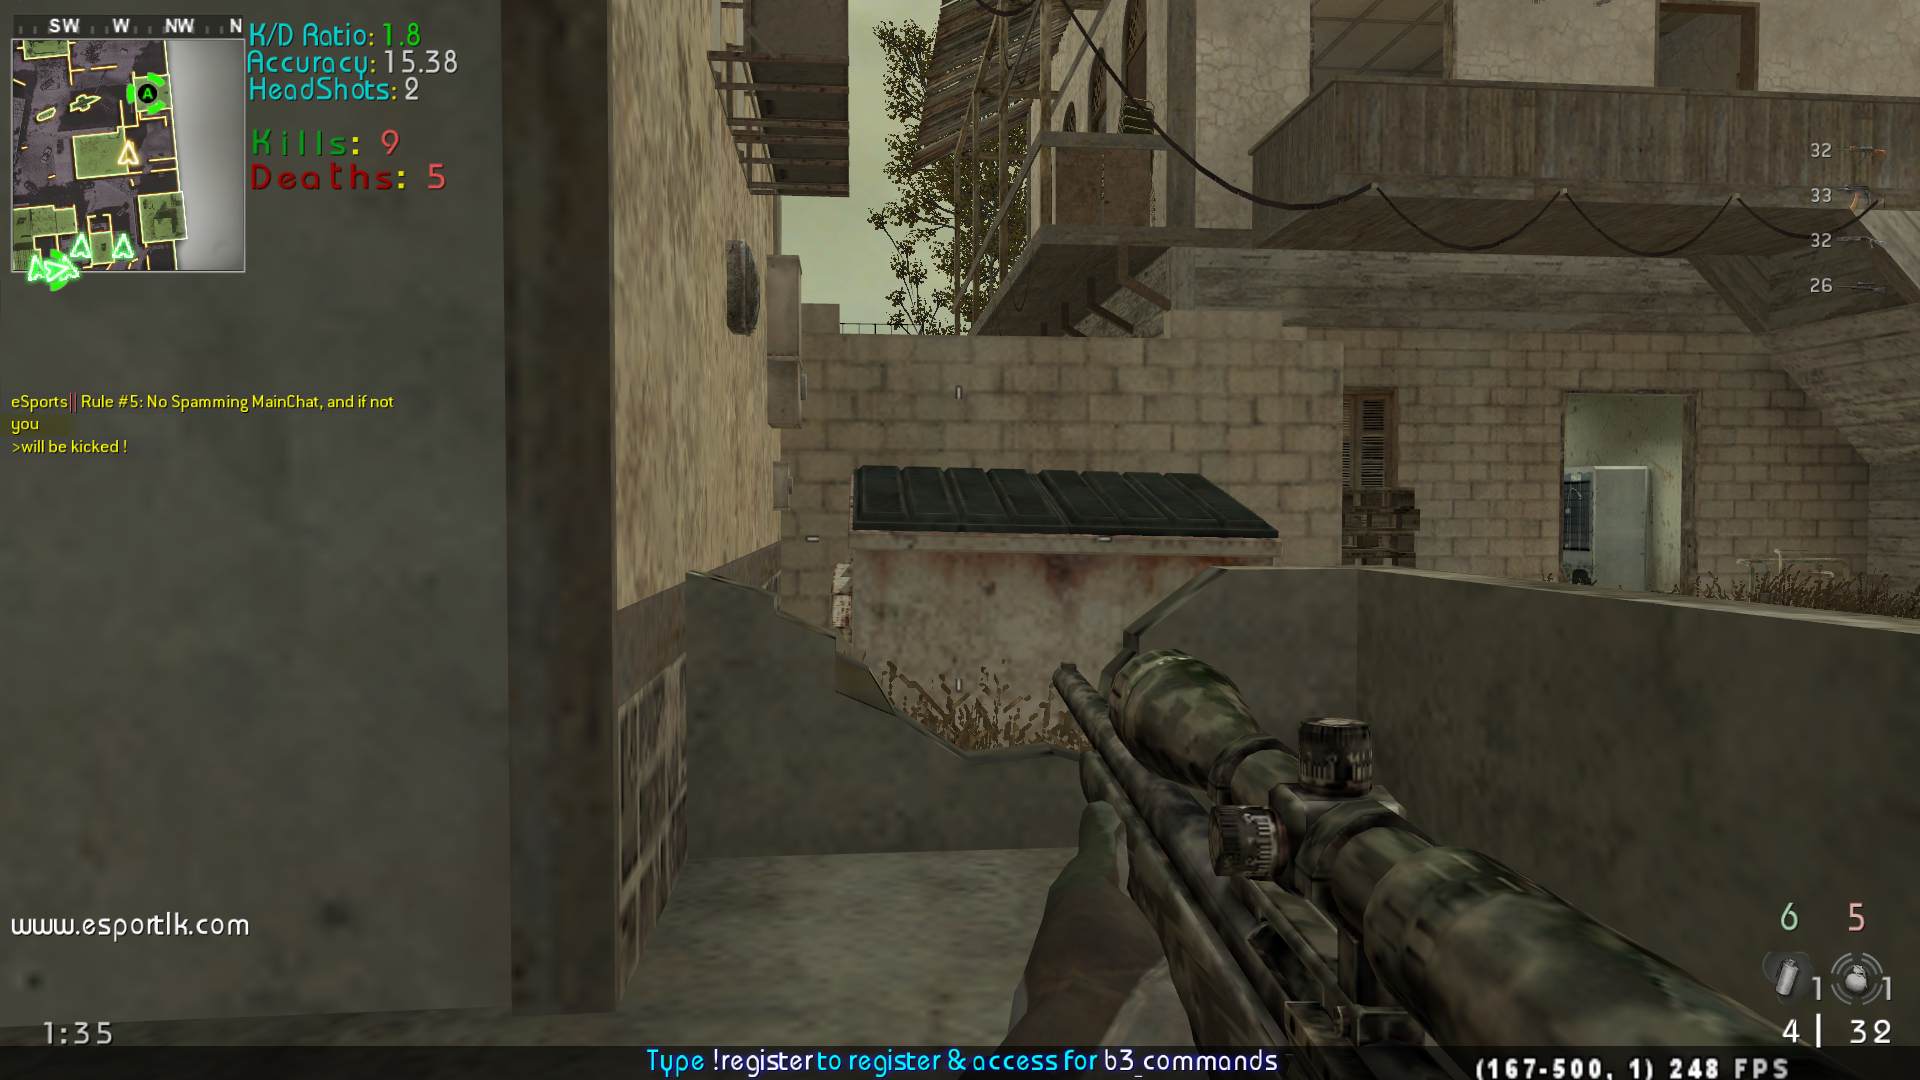 SW W NW N
A
K/D Ratio: 1.8
Accuracy: 15.38
HeadShots: 2
Kills: 9
Deaths: 5
32
33
32
26
eSports|| Rule #5: No Spamming MainChat, and if not
you
>will be kicked !
www.esportlk.com
6 5
1 1
1:35
4 | 32
Type !register to register & access for b3_commands
(167-500, 1) 248 FPS